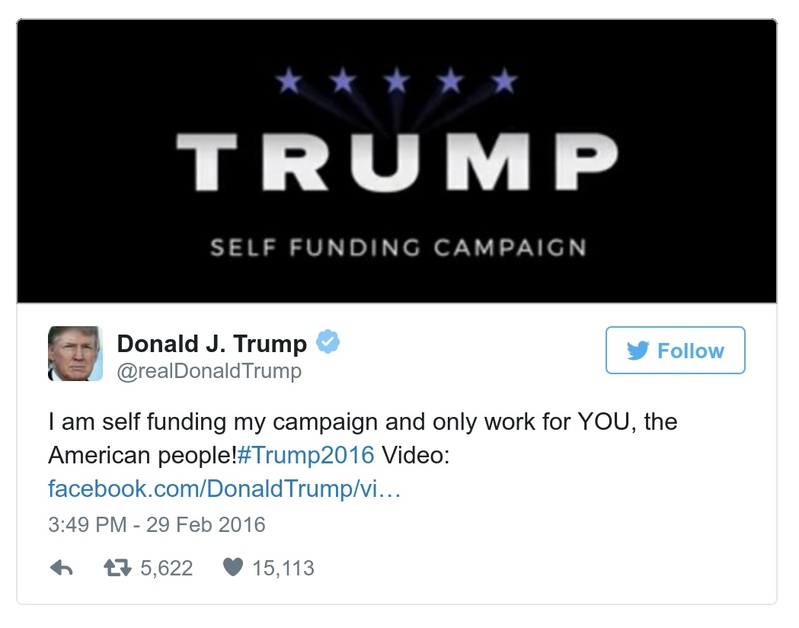 TRUMP
SELF FUNDING CAMPAIGN
Donald J. Trump
Follow
@realDonaldTrump
I am self funding my campaign and only work for YOU, the
American people!#Trump2016 Video:
facebook.com/DonaldTrump/vi…
3:49 PM - 29 Feb 2016
5,622 15,113